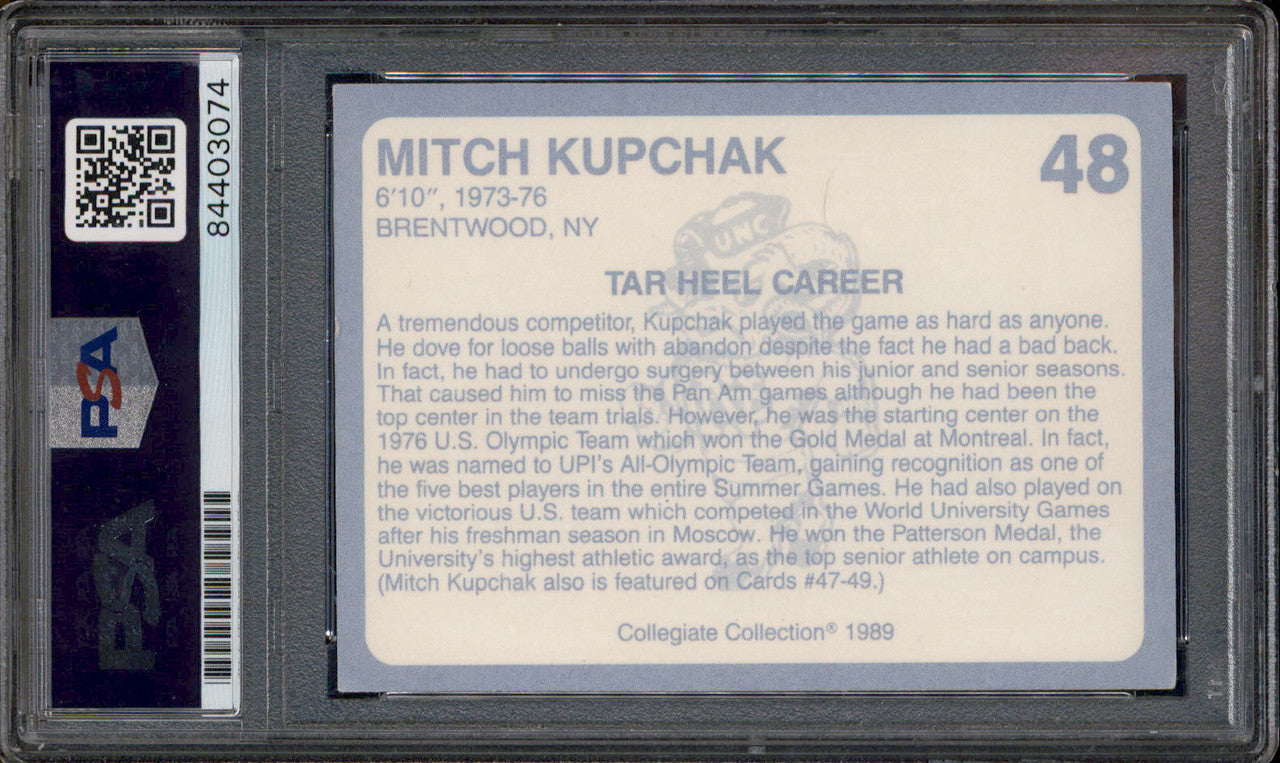 84403074
PSA
PSA
MITCH KUPCHAK
48
6'10", 1973-76
BRENTWOOD, NY
UNC
TAR HEEL CAREER
A tremendous competitor, Kupchak played the game as hard as anyone.
He dove for loose balls with abandon despite the fact he had a bad back.
In fact, he had to undergo surgery between his junior and senior seasons.
That caused him to miss the Pan Am games although he had been the
top center in the team trials. However, he was the starting center on the
1976 U.S. Olympic Team which won the Gold Medal at Montreal. In fact,
he was named to UPI's All-Olympic Team, gaining recognition as one of
the five best players in the entire Summer Games. He had also played on
the victorious U.S. team which competed in the World University Games
after his freshman season in Moscow. He won the Patterson Medal, the
University's highest athletic award, as the top senior athlete on campus.
(Mitch Kupchak also is featured on Cards #47-49.)
Collegiate Collection® 1989